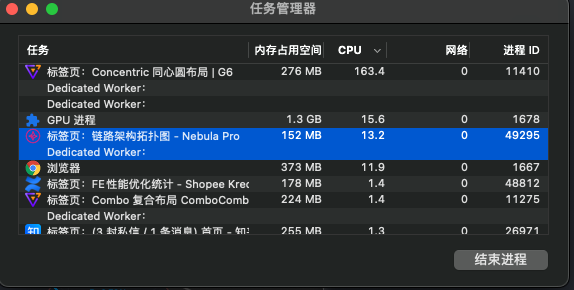 任务管理器
任务 内存占用空间 CPU 网络 进程 ID
标签页：Concentric 同心圆布局 | G6 276 MB 163.4 0 11410
Dedicated Worker：
Dedicated Worker：
GPU 进程 1.3 GB 15.6 0 1678
标签页：链路架构拓扑图 - Nebula Pro 152 MB 13.2 0 49295
Dedicated Worker：
浏览器 373 MB 11.9 0 1667
标签页：FE性能优化统计 - Shopee Krec 178 MB 1.4 0 48812
标签页：Combo 复合布局 ComboComb 224 MB 1.4 0 11275
Dedicated Worker：
知 标签页：(3 封私信 / 1 条消息) 首页 - 知 255 MB 1.3 0 26971
结束进程